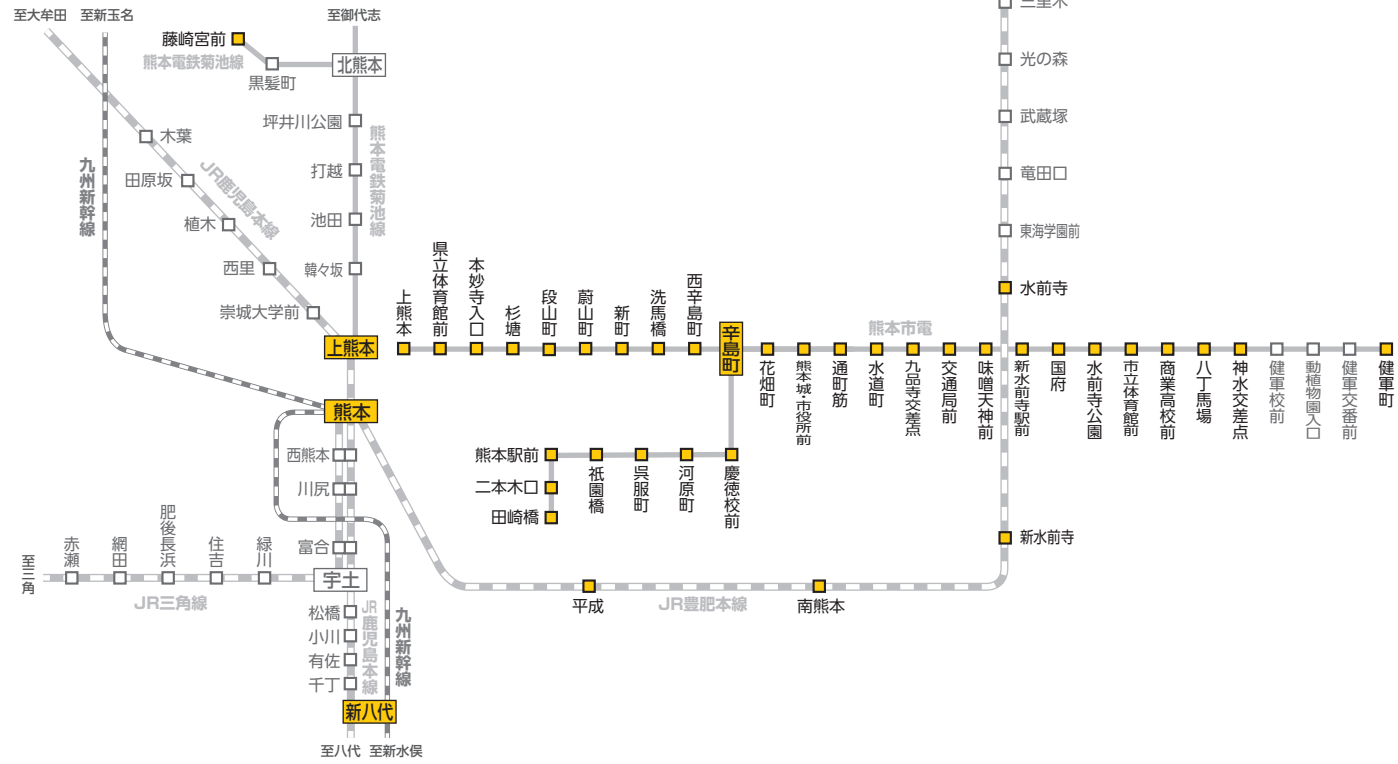 至大牟田
至新玉名
至御代志
三里木
藤崎宮前
熊本電鉄菊池線
黒髪町
北熊本
光の森
坪井川公園
武蔵塚
木葉
熊本電鉄菊池線
九州新幹線
JR鹿児島本線
打越
田原坂
竜田口
池田
植木
東海学園前
西里
韓々坂
崇城大学前
水前寺
上熊本
上熊本
県立体育館前
本妙寺入口
杉塘
段山町
蔚山町
新町
洗馬橋
西辛島町
辛島町
熊本市電
花畑町
熊本城・市役所前
通町筋
水道町
九品寺交差点
交通局前
味噌天神前
新水前寺駅前
国府
水前寺公園
市立体育館前
商業高校前
八丁馬場
神水交差点
健軍校前
動植物園入口
健軍交番前
健軍町
熊本
西熊本
川尻
富合
熊本駅前
二本木口
田崎橋
祇園橋
呉服町
河原町
慶徳校前
新水前寺
至三角
赤瀬
網田
肥後長浜
住吉
緑川
宇土
JR三角線
平成
JR豊肥本線
南熊本
松橋
小川
有佐
千丁
JR鹿児島本線
九州新幹線
新八代
至八代
至新水俣